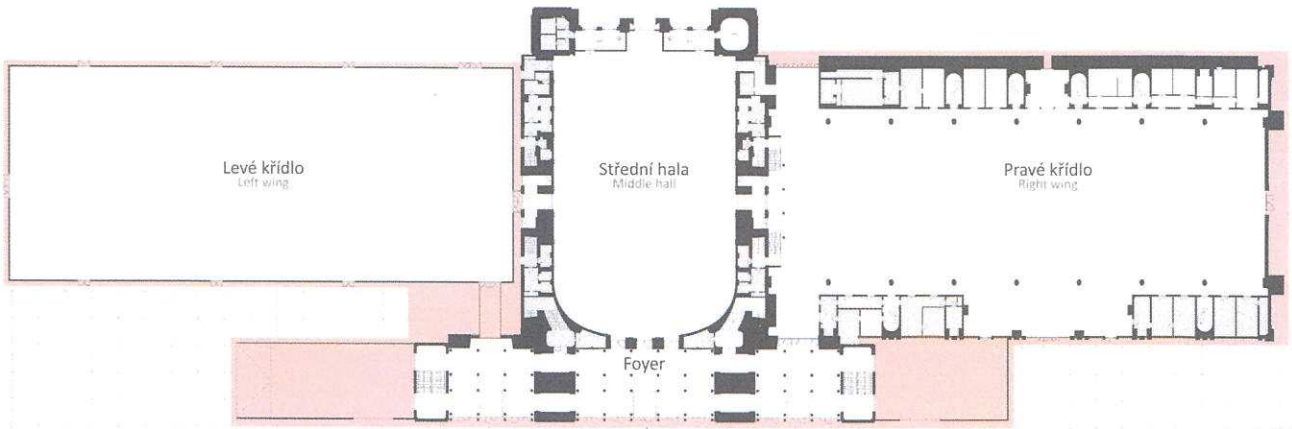 Levé křídlo
Left wing
Střední hala
Middle hall
Pravé křídlo
Right wing
Foyer